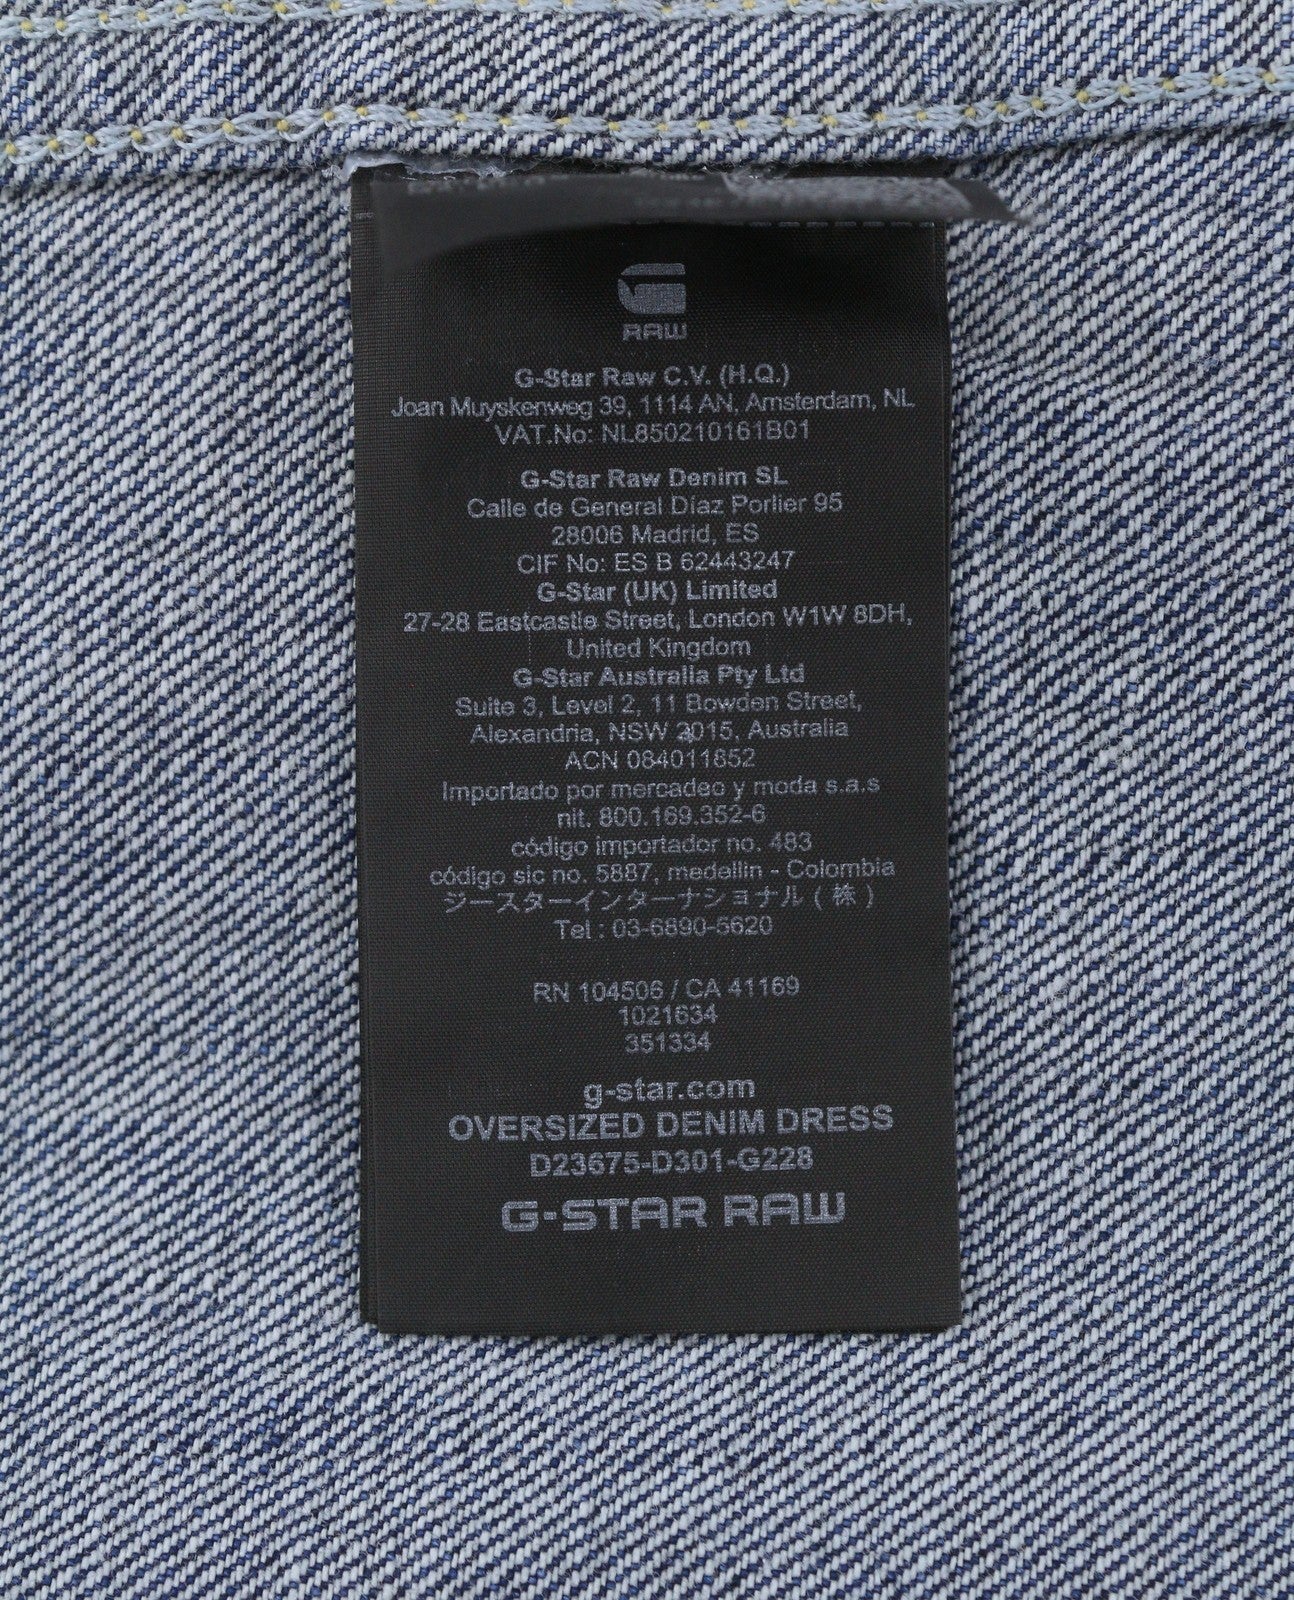 RAW
G-Star Raw C.V. (H.Q.)
Joan Muyskenweg 39, 1114 AN, Amsterdam, NL
VAT.No: NL850210161B01
G-Star Raw Denim SL
Calle de General Díaz Porlier 95
28006 Madrid, ES
CIF No: ES B 62443247
G-Star (UK) Limited
27-28 Eastcastle Street, London W1W 8DH,
United Kingdom
G-Star Australia Pty Ltd
Suite 3, Level 2, 11 Bowden Street,
Alexandria, NSW 2015, Australia
ACN 084011852
Importado por mercadeo y moda s.a.s
nit. 800.169.352-6
código importador no. 483
código sic no. 5887, medellin - Colombia
ジースターインターナショナル (株)
Tel : 03-6890-5620
RN 104506 / CA 41169
1021634
351334
g-star.com
OVERSIZED DENIM DRESS
D23675-D301-G228
G-STAR RAW